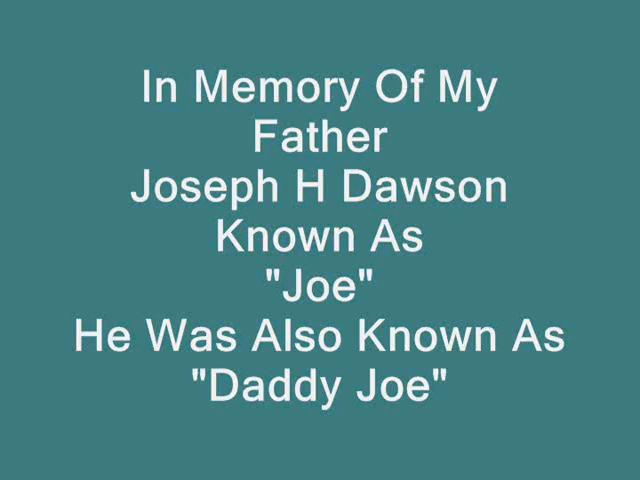 In Memory Of My
Father
Joseph H Dawson
Known As
"Joe"
He Was Also Known As
"Daddy Joe"